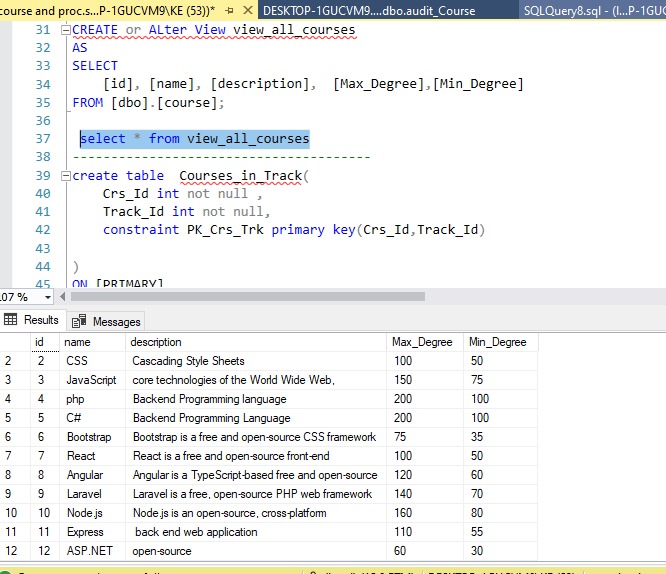 course and proc.s...P-1GUCVM9\KE (53))*
DESKTOP-1GUCVM9....dbo.audit_Course
SQLQuery8.sql - (l...P-1GUC
31 CREATE or ALter View view_all_courses
32 AS
33 SELECT
34 [id], [name], [description], [Max_Degree],[Min_Degree]
35 FROM [dbo].[course];
36
37 select * from view_all_courses
38 --------------------------------------
39 create table Courses_in_Track(
40 Crs_Id int not null ,
41 Track_Id int not null,
42 constraint PK_Crs_Trk primary key(Crs_Id,Track_Id)
43
44 )
45 ON [PRIMARY]
.07 %
Results Messages
id name description Max_Degree Min_Degree
2 2 CSS Cascading Style Sheets 100 50
3 3 JavaScript core technologies of the World Wide Web, 150 75
4 4 php Backend Programming language 200 100
5 5 C# Backend Programming Language 200 100
6 6 Bootstrap Bootstrap is a free and open-source CSS framework 75 35
7 7 React React is a free and open-source front-end 100 50
8 8 Angular Angular is a TypeScript-based free and open-source 120 60
9 9 Laravel Laravel is a free, open-source PHP web framework 140 70
10 10 Node.js Node.js is an open-source, cross-platform 160 80
11 11 Express back end web application 110 55
12 12 ASP.NET open-source 60 30